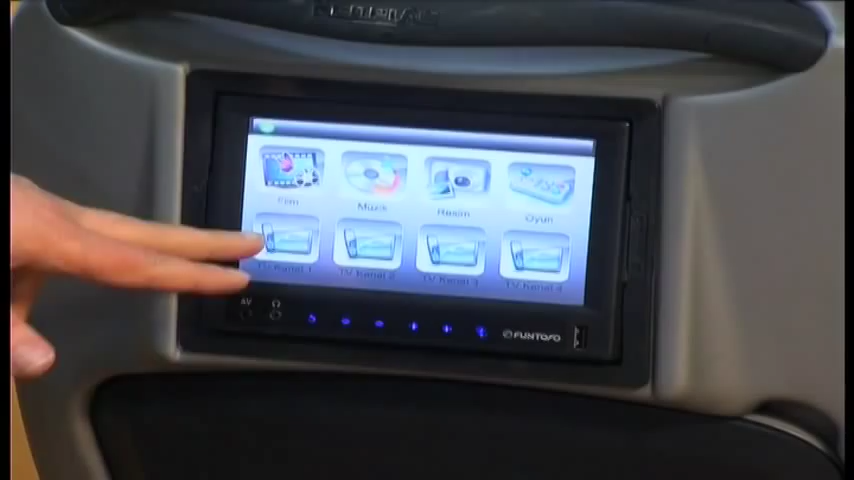 Film
Müzik
Resim
Oyun
TV Kanal 1
TV Kanal 2
TV Kanal 3
TV Kanal 4
AV
FUNTORO